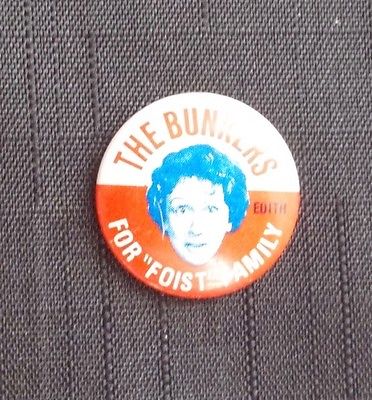 THE BUNKERS
EDITH
FOR "FOIST" FAMILY